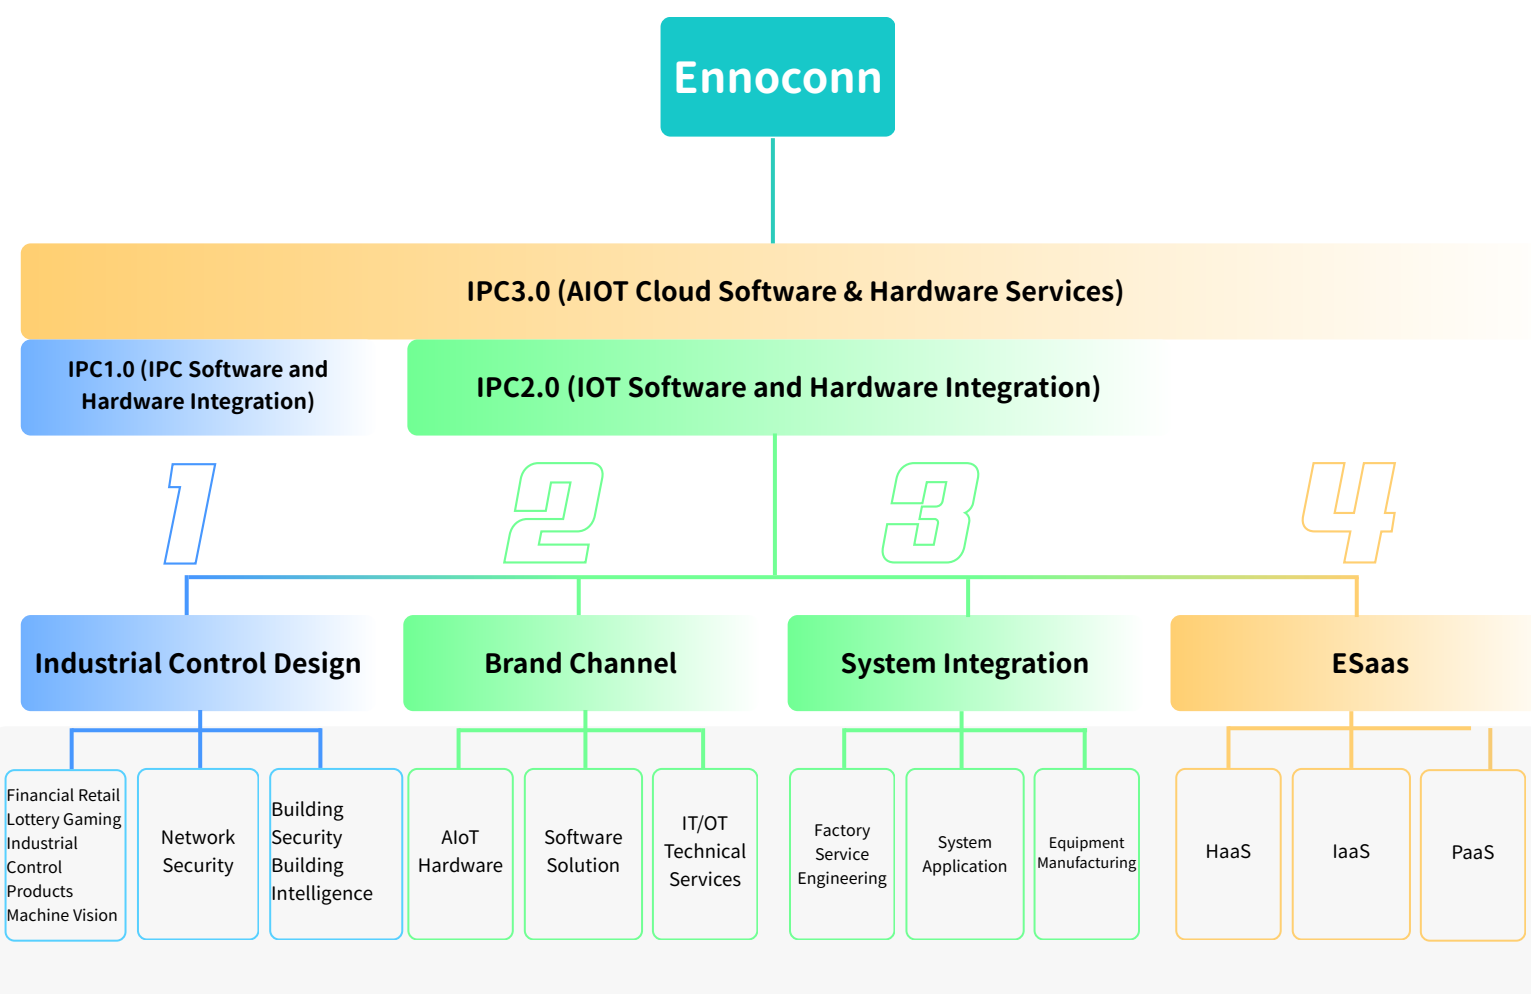 Ennoconn
IPC3.0 (AIOT Cloud Software & Hardware Services)
IPC1.0 (IPC Software and
Hardware Integration)
IPC2.0 (IOT Software and Hardware Integration)
1
2
3
4
Industrial Control Design
Brand Channel
System Integration
ESaas
Financial Retail
Lottery Gaming
Industrial
Control
Products
Machine Vision
Network
Security
Building
Security
Building
Intelligence
AIoT
Hardware
Software
Solution
IT/OT
Technical
Services
Factory
Service
Engineering
System
Application
Equipment
Manufacturing
HaaS
IaaS
PaaS